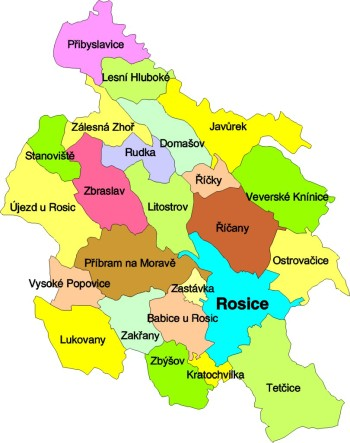 Přibyslavice
Lesní Hluboké
Zálesná Zhoř
Javůrek
Domašov
Stanoviště
Rudka
Říčky
Zbraslav
Veverské Knínice
Újezd u Rosic
Litostrov
Říčany
Příbram na Moravě
Ostrovačice
Vysoké Popovice
Zastávka
Rosice
Babice u Rosic
Lukovany
Zakřany
Zbýšov
Kratochvilka
Tetčice